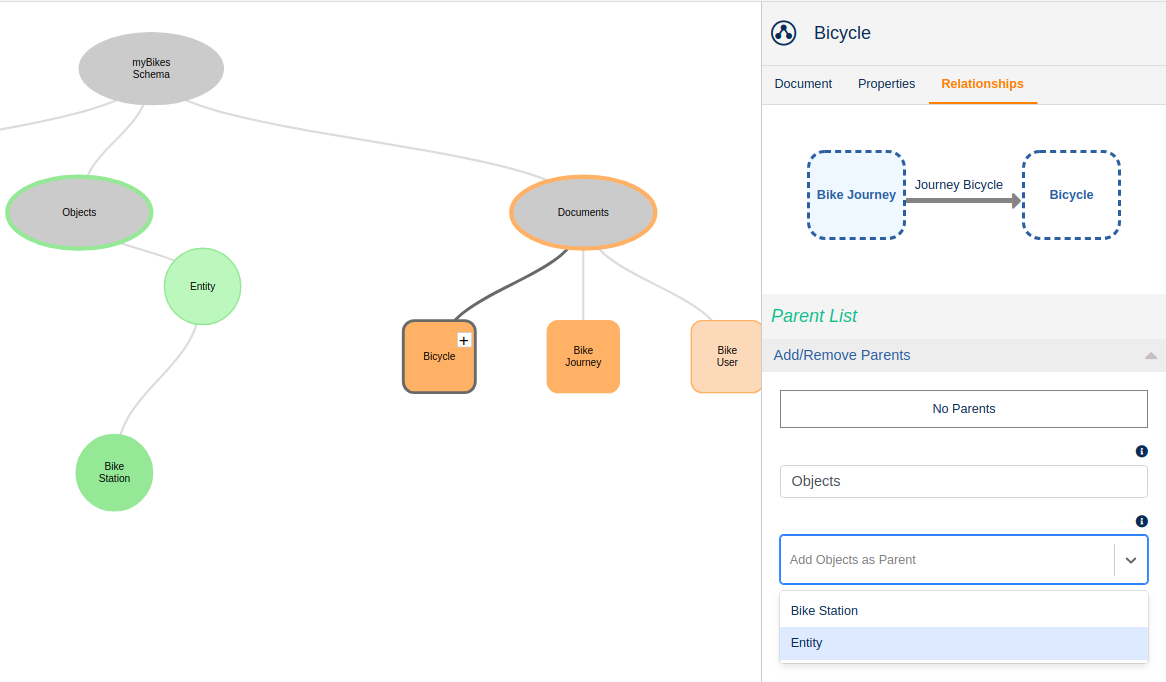 myBikes
Schema
Objects
Documents
Entity
Bicycle
+
Bike
Journey
Bike
User
Bike
Station
Bicycle
Document Properties Relationships
Bike Journey
Journey Bicycle
Bicycle
Parent List
Add/Remove Parents
No Parents
i
Objects
i
Add Objects as Parent
Bike Station
Entity